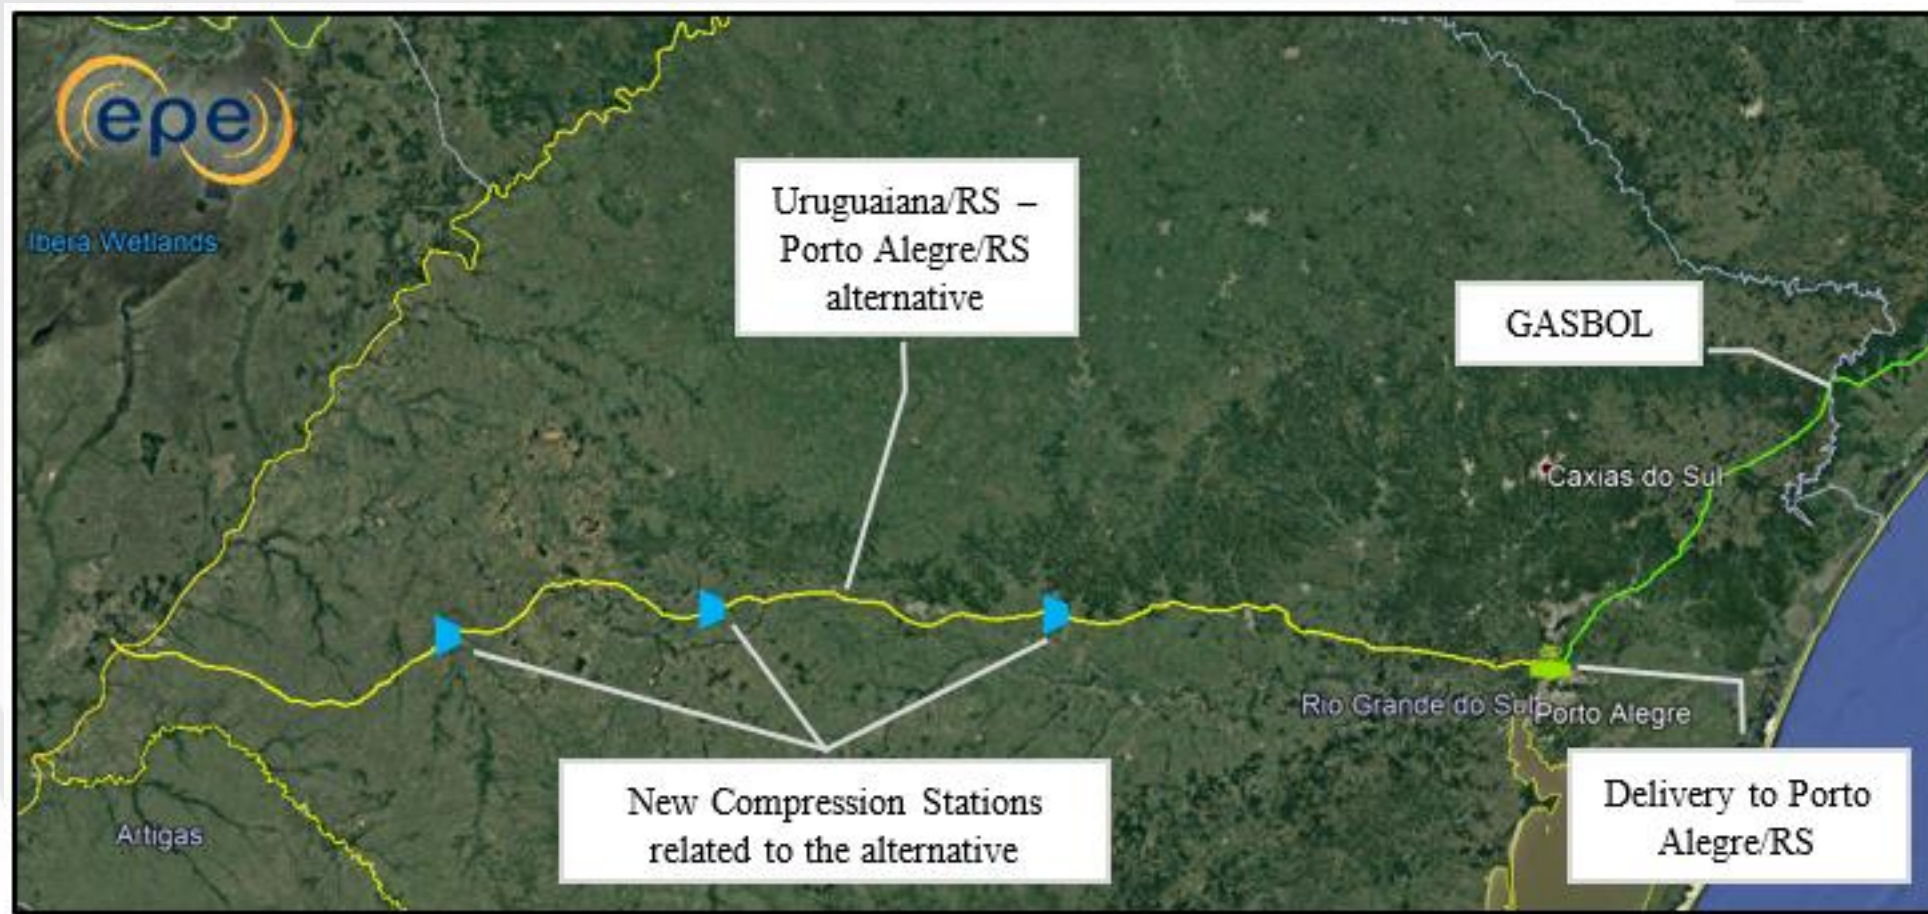 epe
Ibera Wetlands
Uruguaiana/RS –
Porto Alegre/RS
alternative
GASBOL
Caxias do Sul
Rio Grande do Sul
Porto Alegre
New Compression Stations
related to the alternative
Delivery to Porto
Alegre/RS
Artigas